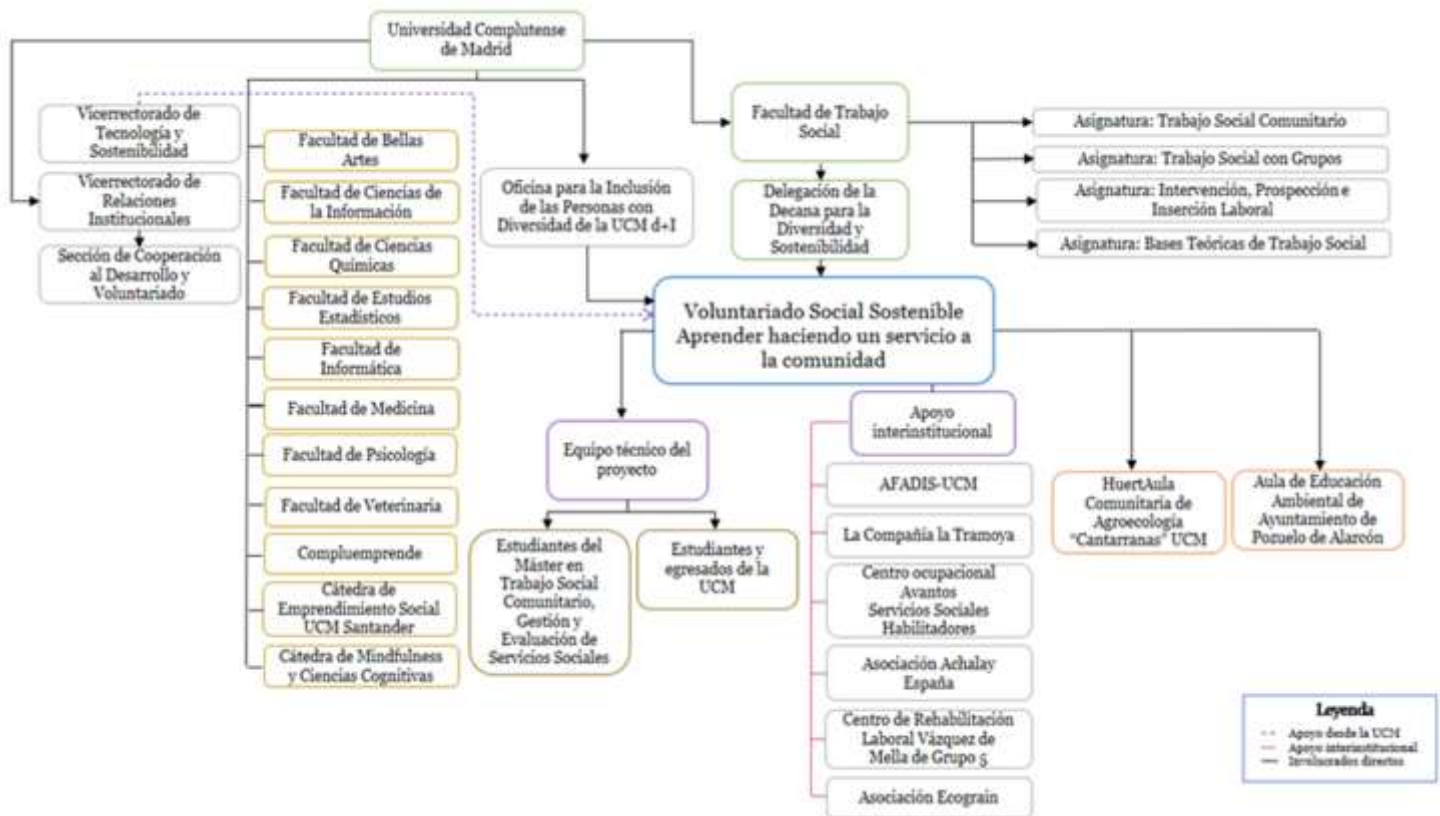 Universidad Complutense
de Madrid
Vicerrectorado de
Tecnología y
Sostenibilidad
Vicerrectorado de
Relaciones
Institucionales
Sección de Cooperación
al Desarrollo y
Voluntariado
Facultad de Bellas
Artes
Facultad de Ciencias de
la Información
Facultad de Ciencias
Químicas
Facultad de Estudios
Estadísticos
Facultad de
Informática
Facultad de Medicina
Facultad de Psicología
Facultad de Veterinaria
Compluemprende
Cátedra de
Emprendimiento Social
UCM Santander
Cátedra de Mindfulness
y Ciencias Cognitivas
Oficina para la Inclusión
de las Personas con
Diversidad de la UCM d+I
Facultad de Trabajo
Social
Delegación de la
Decana para la
Diversidad y
Sostenibilidad
Asignatura: Trabajo Social Comunitario
Asignatura: Trabajo Social con Grupos
Asignatura: Intervención, Prospección e
Inserción Laboral
Asignatura: Bases Teóricas de Trabajo Social
Voluntariado Social Sostenible
Aprender haciendo un servicio a
la comunidad
Equipo técnico del
proyecto
Estudiantes del
Máster en
Trabajo Social
Comunitario,
Gestión y
Evaluación de
Servicios Sociales
Estudiantes y
egresados de la
UCM
Apoyo
interinstitucional
AFADIS-UCM
La Compañía la Tramoya
Centro ocupacional
Avantos
Servicios Sociales
Habilitadores
Asociación Achalay
España
Centro de Rehabilitación
Laboral Vázquez de
Mella de Grupo 5
Asociación Ecograin
HuertAula
Comunitaria de
Agroecología
"Cantarranas" UCM
Aula de Educación
Ambiental de
Ayuntamiento de
Pozuelo de Alarcón
Leyenda
Apoyo desde la UCM
Apoyo interinstitucional
Involucrados directos